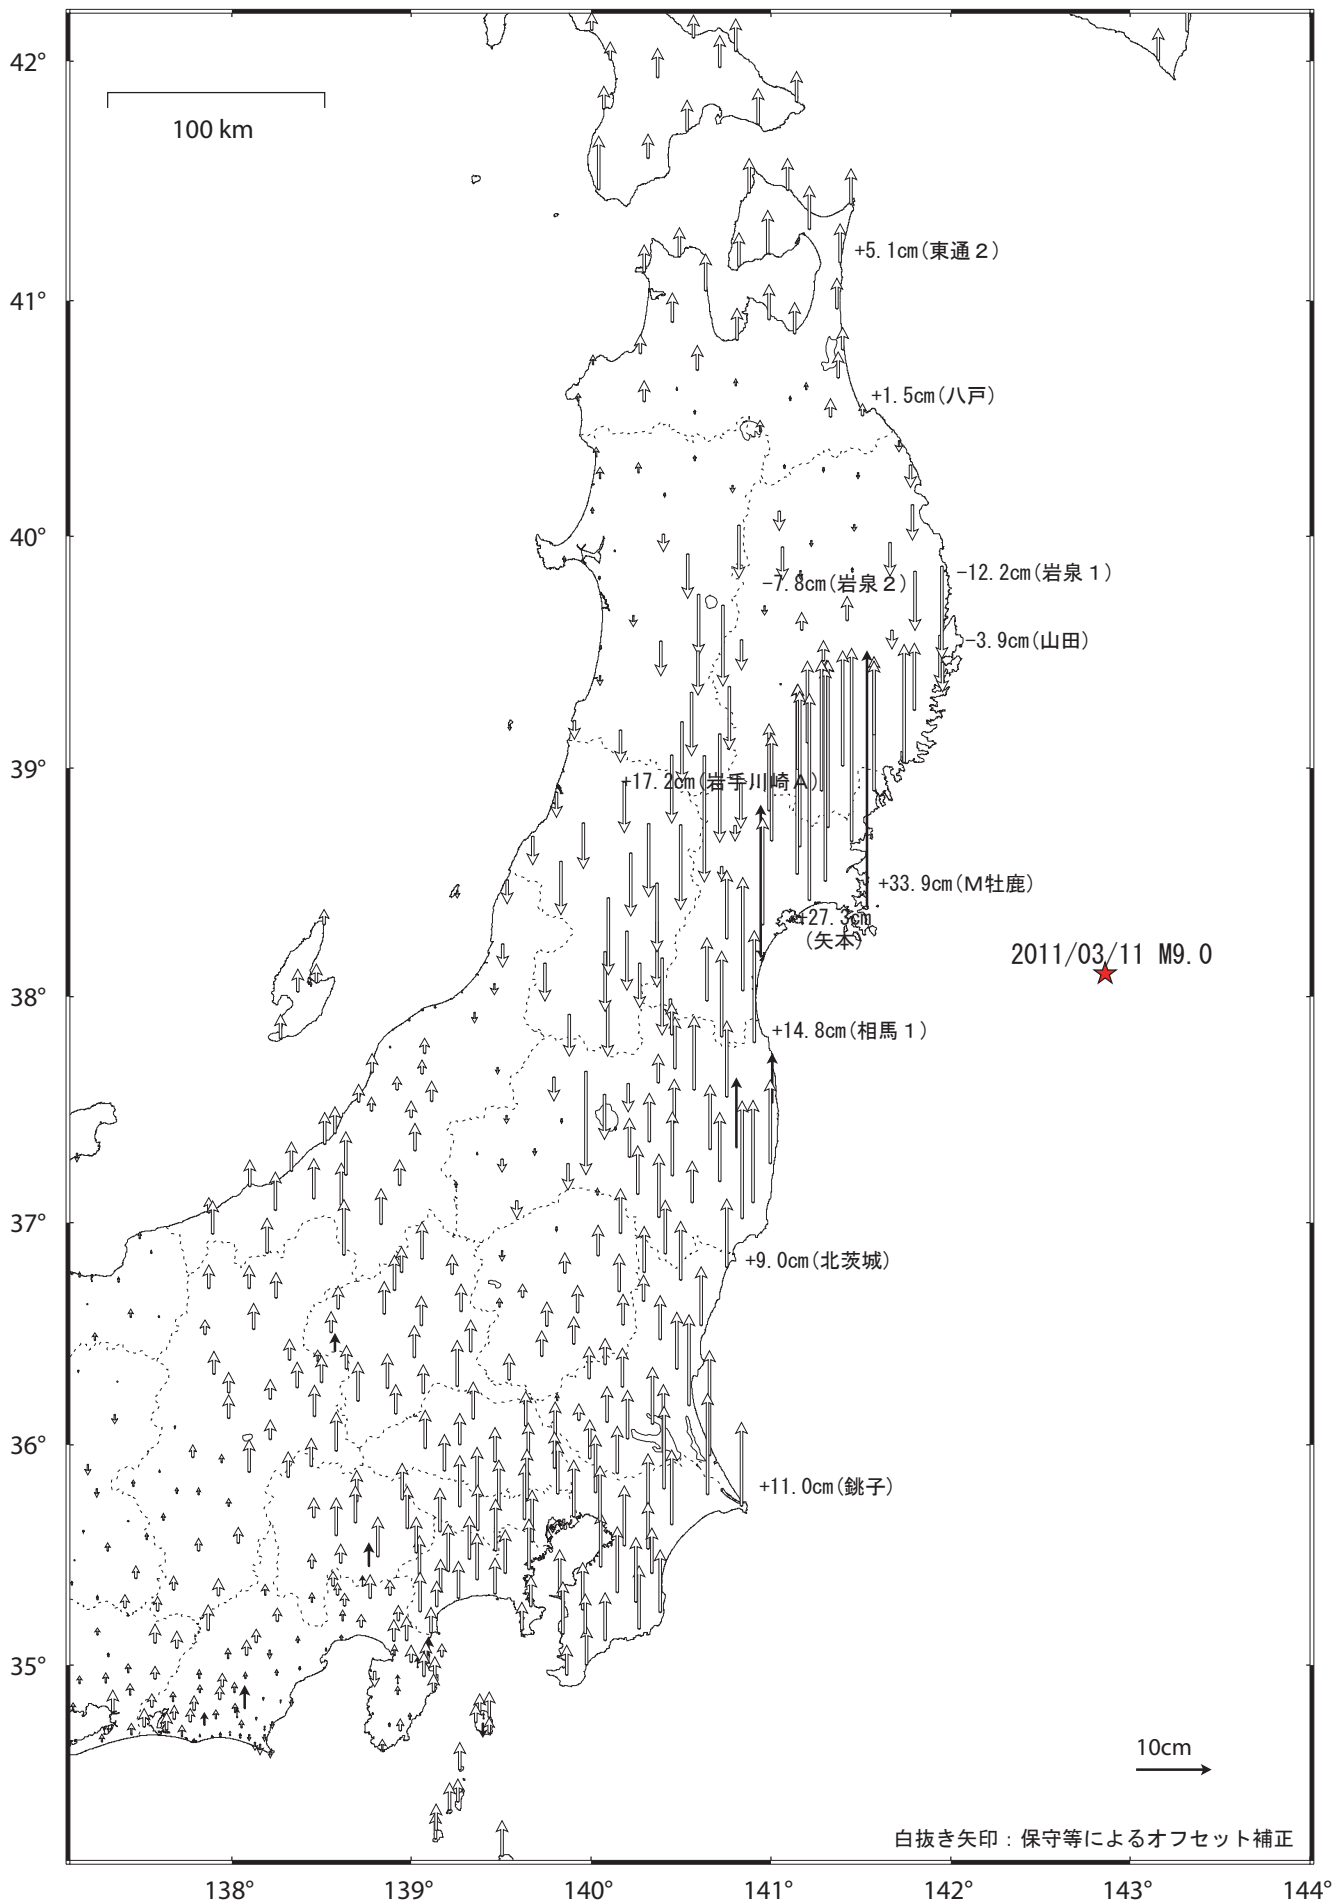 42°
100 km
+5.1cm(東通2)
41°
+1.5cm(八戸)
40°
-12.2cm(岩泉1)
-7.8cm(岩泉2)
-3.9cm(山田)
39°
+17.2cm(岩手川崎A)
+33.9cm(M牡鹿)
+27.3cm
(矢本)
2011/03/11 M9.0
38°
+14.8cm(相馬1)
37°
+9.0cm(北茨城)
36°
+11.0cm(銚子)
35°
10cm
白抜き矢印：保守等によるオフセット補正
138° 139° 140° 141° 142° 143° 144°